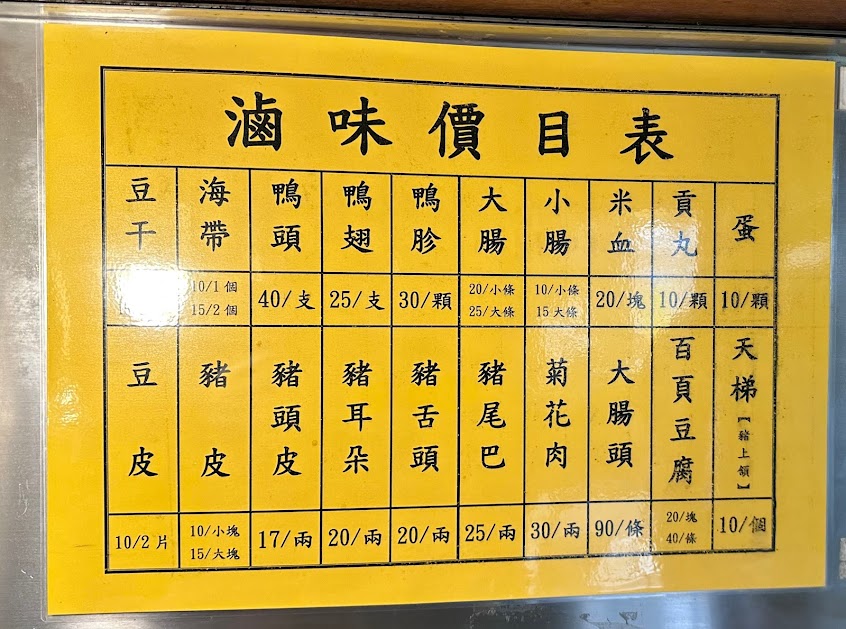 滷味價目表
豆干 海帶 鴨頭 鴨翅 鴨胗 大腸 小腸 米血 貢丸 蛋
10/1個 40/支 25/支 30/顆 20/小條 10/小條 20/塊 10/顆 10/顆
15/2個 25/大條 15大條
豆皮 豬皮 豬頭皮 豬耳朵 豬舌頭 豬尾巴 菊花肉 大腸頭 百頁豆腐 天梯【豬上顎】
10/2片 10/小塊 17/兩 20/兩 20/兩 25/兩 30/兩 90/條 20/塊 10/個
15/大塊 40/條